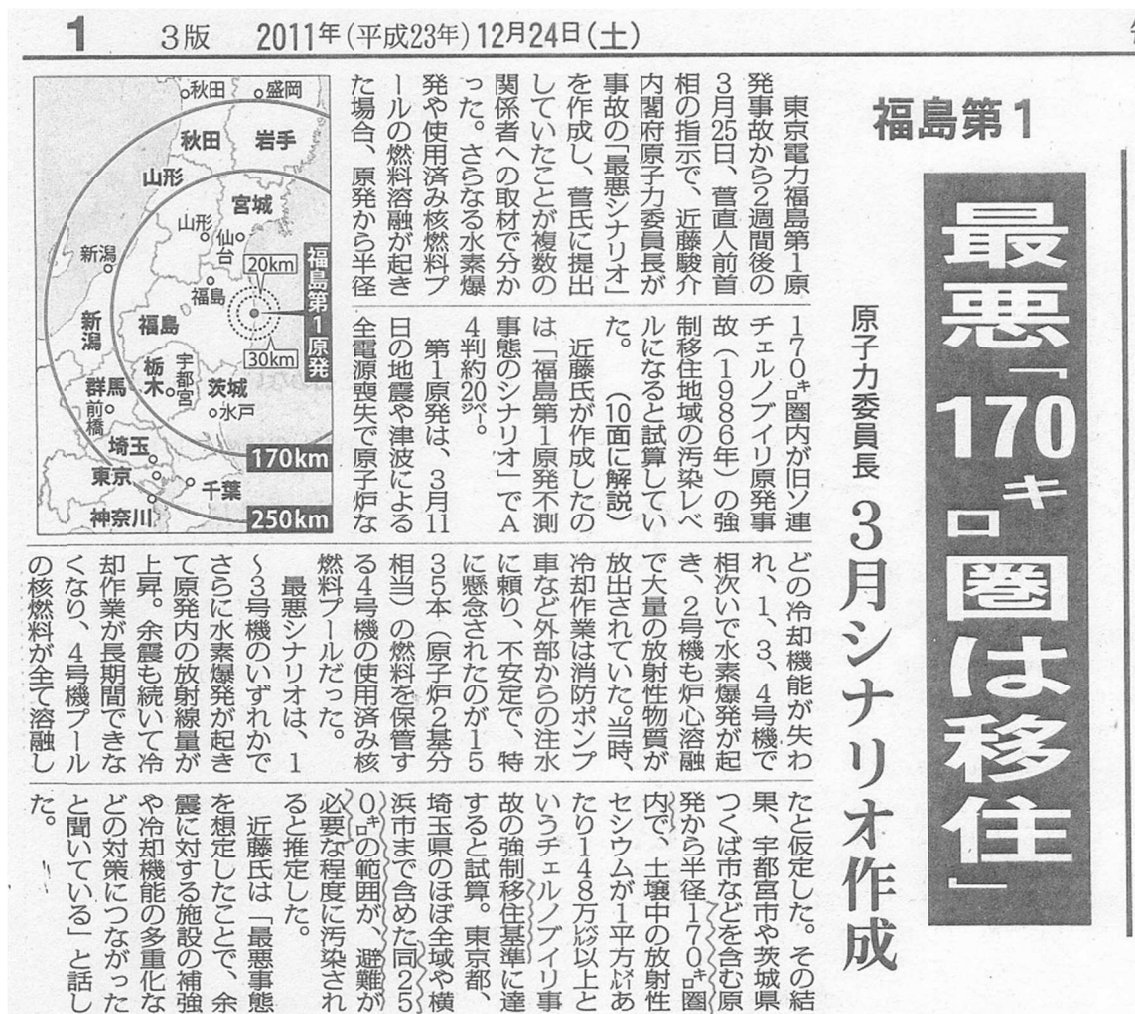 1 3版 2011年(平成23年)12月24日(土)
福島第1
最悪「170㌔圏は移住」
原子力委員長 3月シナリオ作成
東京電力福島第1原
発事故から2週間後の
3月25日、菅直人前首
相の指示で、近藤駿介
内閣府原子力委員長が
事故の「最悪シナリオ」
を作成し、菅氏に提出
していたことが複数の
関係者への取材で分か
った。さらなる水素爆
発や使用済み核燃料プ
ールの燃料溶融が起き
た場合、原発から半径
170㌔圏内が旧ソ連
チェルノブイリ原発事
故(1986年)の強
制移住地域の汚染レベ
ルになると試算してい
た。 (10面に解説)
近藤氏が作成したの
は「福島第1原発不測
事態のシナリオ」でA
4判約20㌻。
第1原発は、3月11
日の地震や津波による
全電源喪失で原子炉な
どの冷却機能が失わ
れ、1、3、4号機で
相次いで水素爆発が起
き、2号機も炉心溶融
で大量の放射性物質が
放出されていた。当時、
冷却作業は消防ポンプ
車など外部からの注水
に頼り、不安定で、特
に懸念されたのが15
35本(原子炉2基分
相当)の燃料を保管す
る4号機の使用済み核
燃料プールだった。
最悪シナリオは、1
～3号機のいずれかで
さらに水素爆発が起き
て原発内の放射線量が
上昇。余震も続いて冷
却作業が長期間できな
くなり、4号機プール
の核燃料が全て溶融し
たと仮定した。その結
果、宇都宮市や茨城県
つくば市などを含む原
発から半径170㌔圏
内で、土壌中の放射性
セシウムが1平方㍍あ
たり148万㏃以上と
いうチェルノブイリ事
故の強制移住基準に達
すると試算。東京都、
埼玉県のほぼ全域や横
浜市まで含めた同25
0㌔の範囲が、避難が
必要な程度に汚染され
ると推定した。
近藤氏は「最悪事態
を想定したことで、余
震に対する施設の補強
や冷却機能の多重化な
どの対策につながった
と聞いている」と話し
た。
秋田
盛岡
秋田
岩手
山形
宮城
山形
仙台
新潟
20km
福島第1原発
福島
新潟
福島
30km
栃木
宇都宮
茨城
群馬
前橋
水戸
埼玉
170km
東京
千葉
神奈川
250km